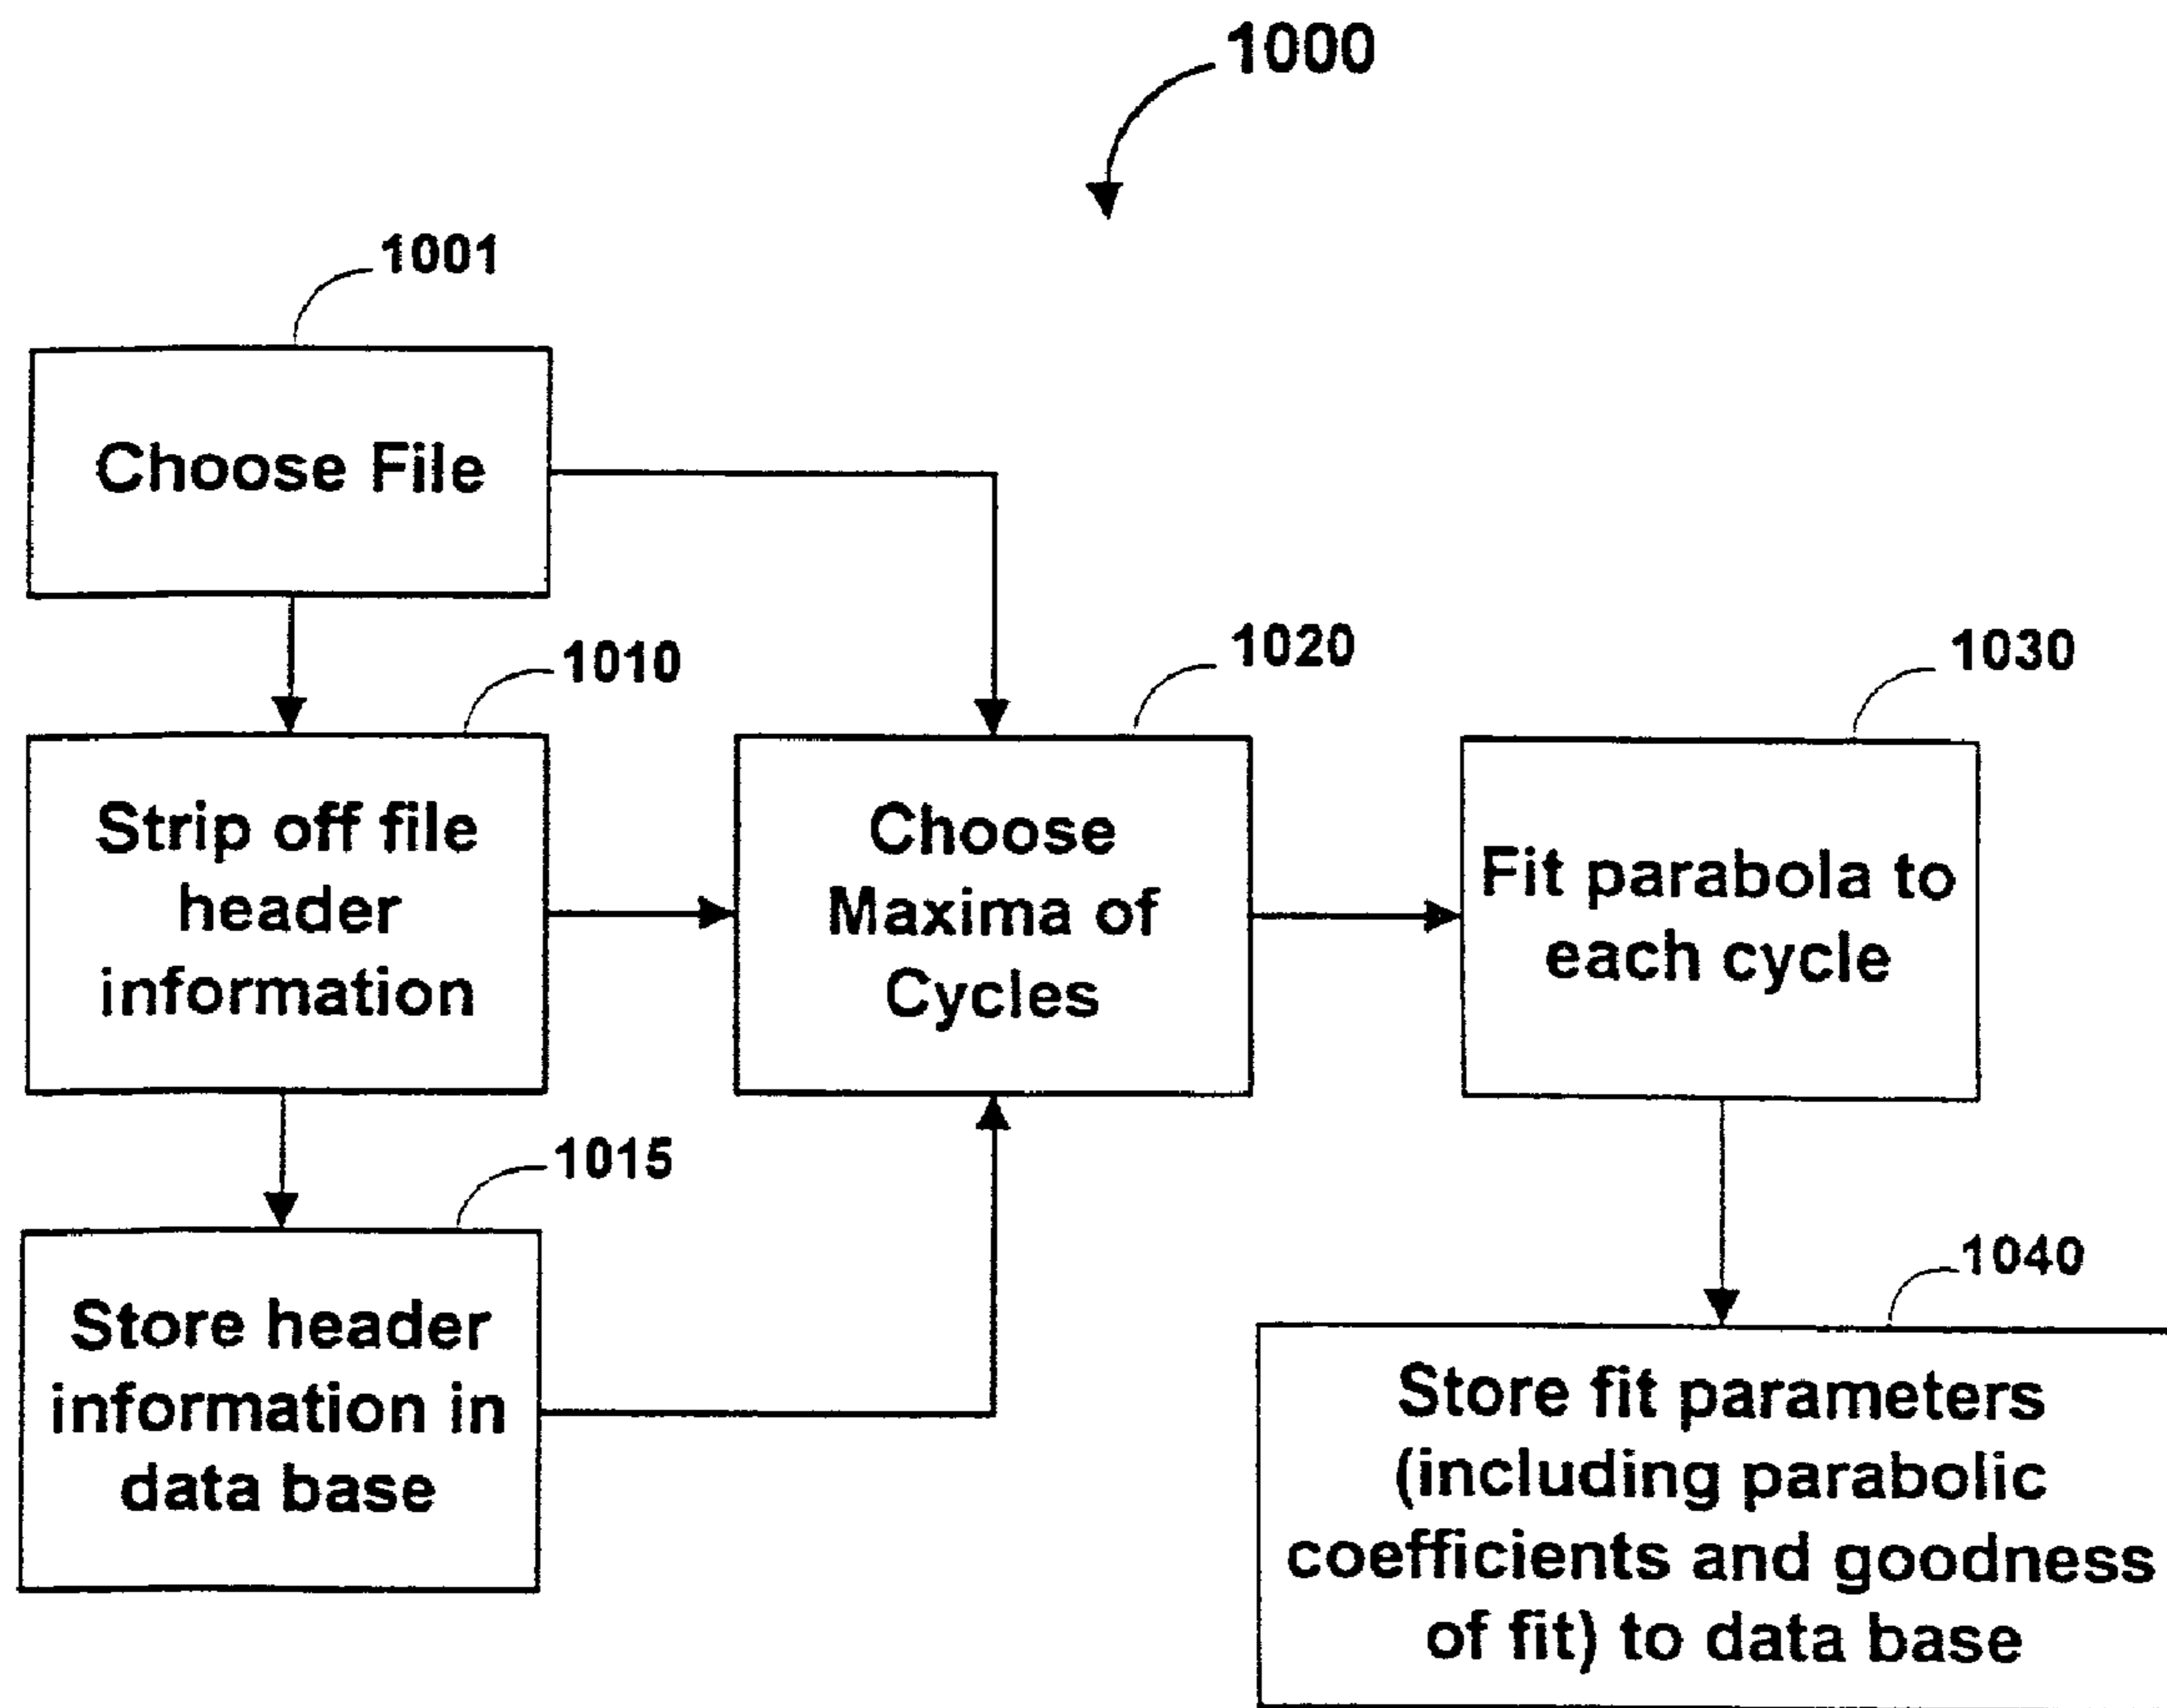 1000
1001
Choose File
1010
Strip off file
header
information
1020
Choose
Maxima of
Cycles
1030
Fit parabola to
each cycle
1015
Store header
information in
data base
1040
Store fit parameters
(including parabolic
coefficients and goodness
of fit) to data base